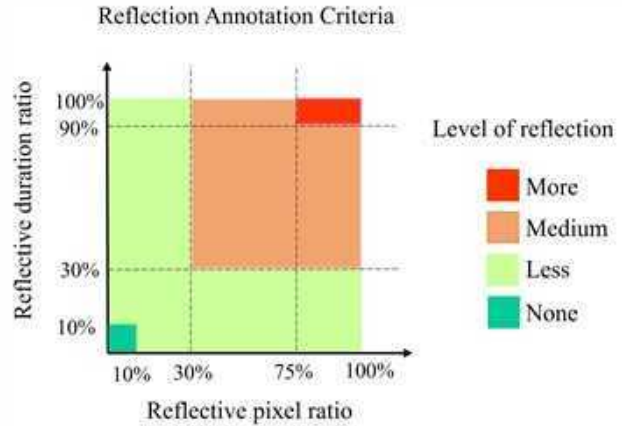 Reflection Annotation Criteria
Reflective duration ratio
100%
90%
30%
10%
10% 30% 75% 100%
Reflective pixel ratio
Level of reflection
More
Medium
Less
None